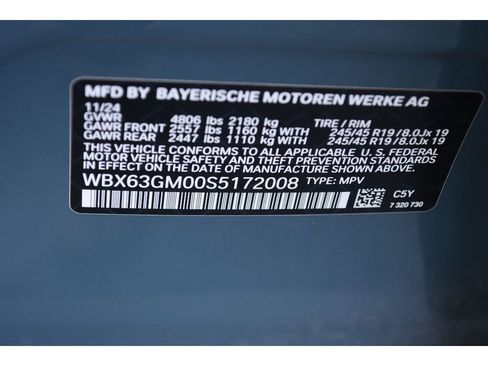 MFD BY BAYERISCHE MOTOREN WERKE AG
11/24
GVWR 4806 lbs 2180 kg TIRE / RIM
GAWR FRONT 2557 lbs 1160 kg WITH 245/45 R19 / 8.0Jx 19
GAWR REAR 2447 lbs 1110 kg WITH 245/45 R19 / 8.0Jx 19
THIS VEHICLE CONFORMS TO ALL APPLICABLE U.S. FEDERAL
MOTOR VEHICLE SAFETY AND THEFT PREVENTION STANDARDS
IN EFFECT ON THE DATE OF MANUFACTURE SHOWN ABOVE.
WBX63GM00S5172008 TYPE: MPV
C5Y
7 320 730